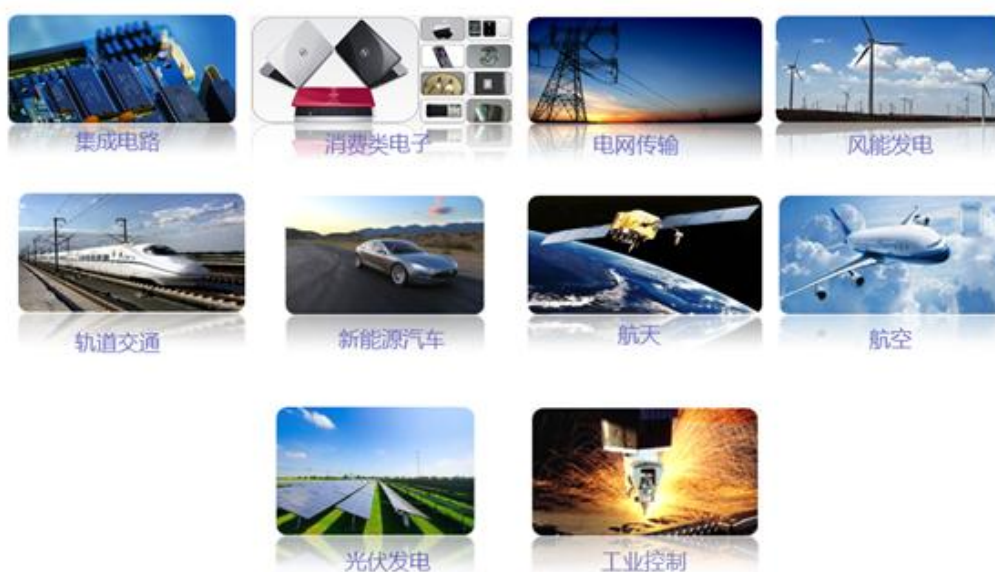 集成电路
消费类电子
电网传输
风能发电
轨道交通
新能源汽车
航天
航空
光伏发电
工业控制